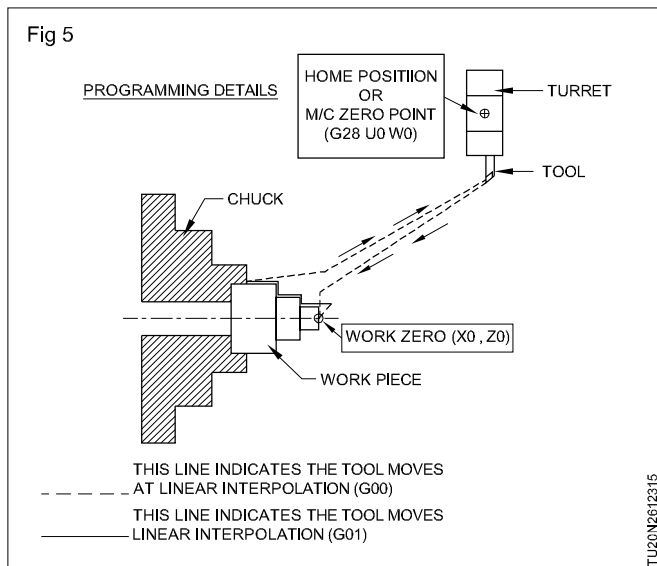 Fig 5
PROGRAMMING DETAILS
HOME POSITIION
OR
M/C ZERO POINT
(G28 U0 W0)
TURRET
TOOL
CHUCK
WORK ZERO (X0 , Z0)
WORK PIECE
THIS LINE INDICATES THE TOOL MOVES
AT LINEAR INTERPOLATION (G00)
THIS LINE INDICATES THE TOOL MOVES
LINEAR INTERPOLATION (G01)
TU20N2612315